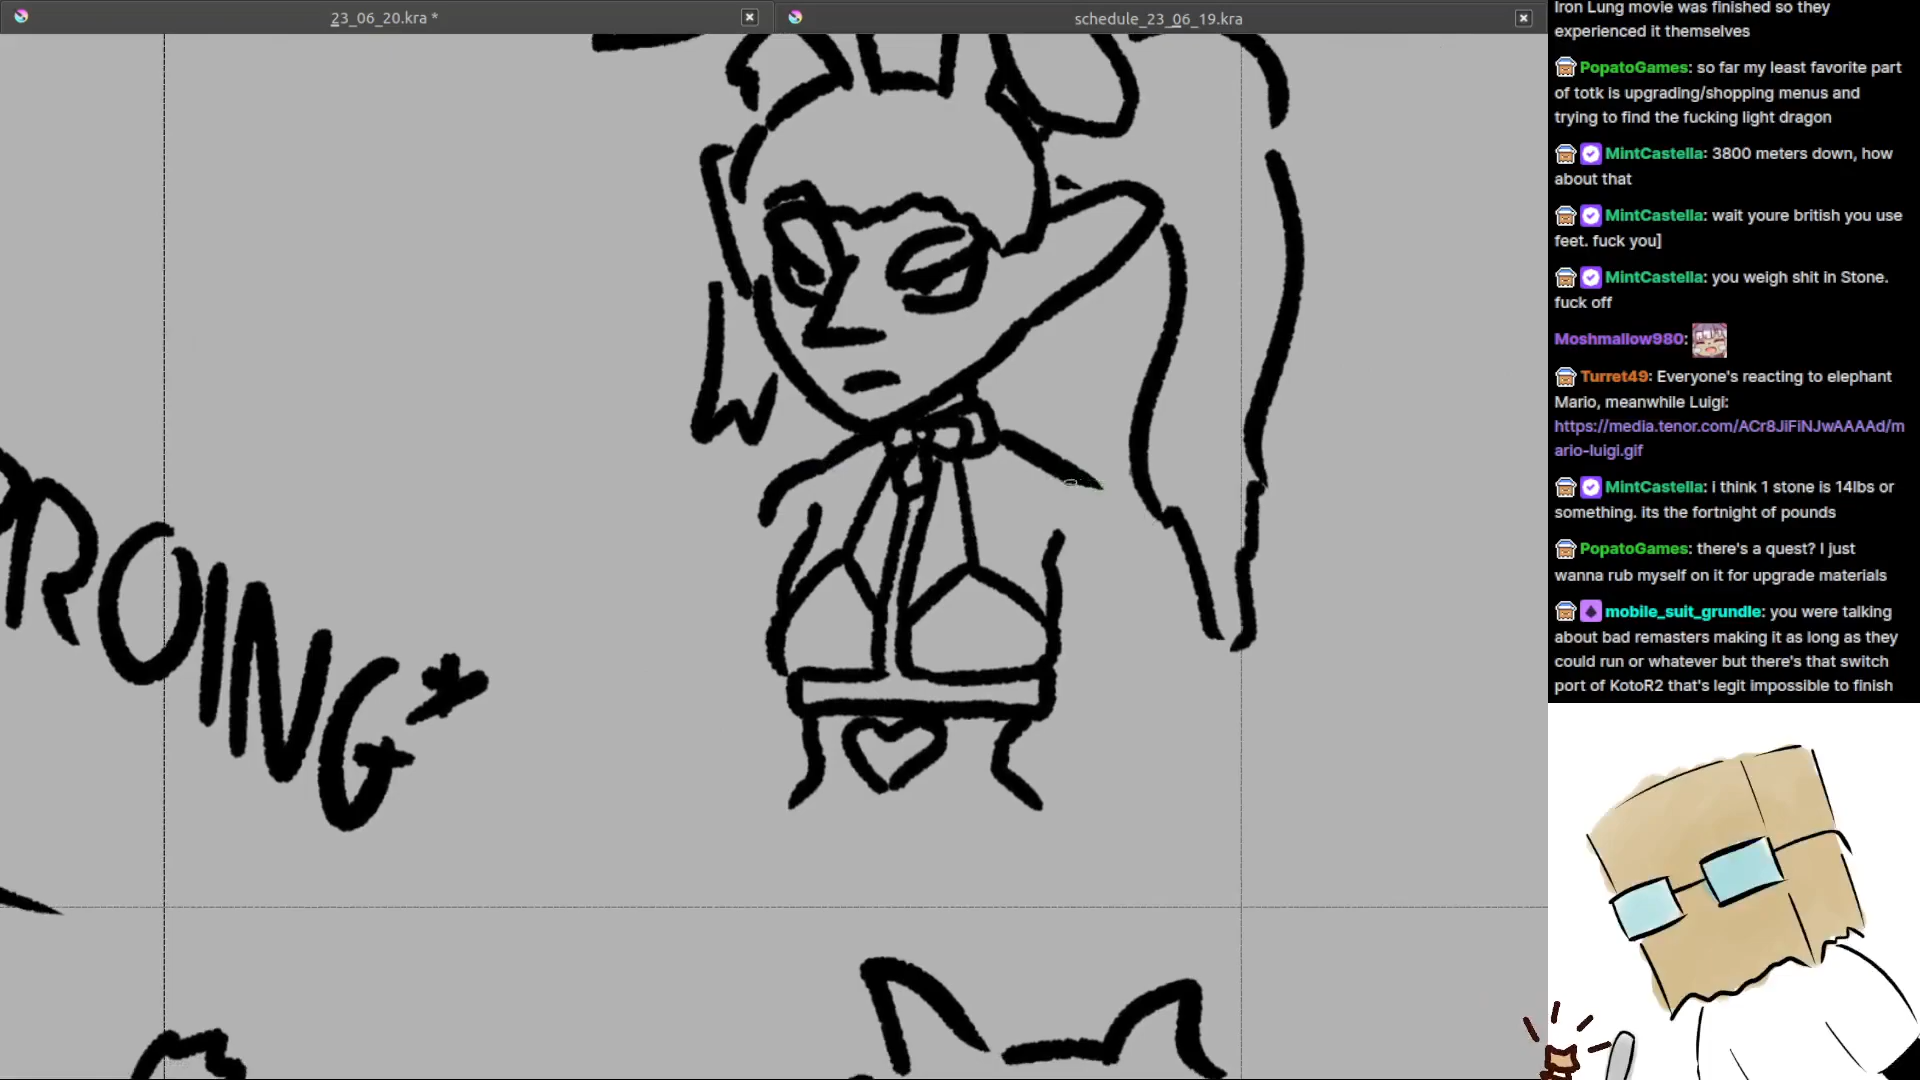 23_06_20.kra *
schedule_23_06_19.kra
Iron Lung movie was finished so they
experienced it themselves
PopatoGames: so far my least favorite part
of totk is upgrading/shopping menus and
trying to find the fucking light dragon
MintCastella: 3800 meters down, how
about that
MintCastella: wait youre british you use
feet. fuck you]
MintCastella: you weigh shit in Stone.
fuck off
Moshmallow980:
Turret49: Everyone's reacting to elephant
Mario, meanwhile Luigi:
https://media.tenor.com/ACr8JiFiNJwAAAAd/m
ario-luigi.gif
MintCastella: i think 1 stone is 14lbs or
something. its the fortnight of pounds
PopatoGames: there's a quest? I just
wanna rub myself on it for upgrade materials
mobile_suit_grundle: you were talking
about bad remasters making it as long as they
could run or whatever but there's that switch
port of KotoR2 that's legit impossible to finish
ROING*